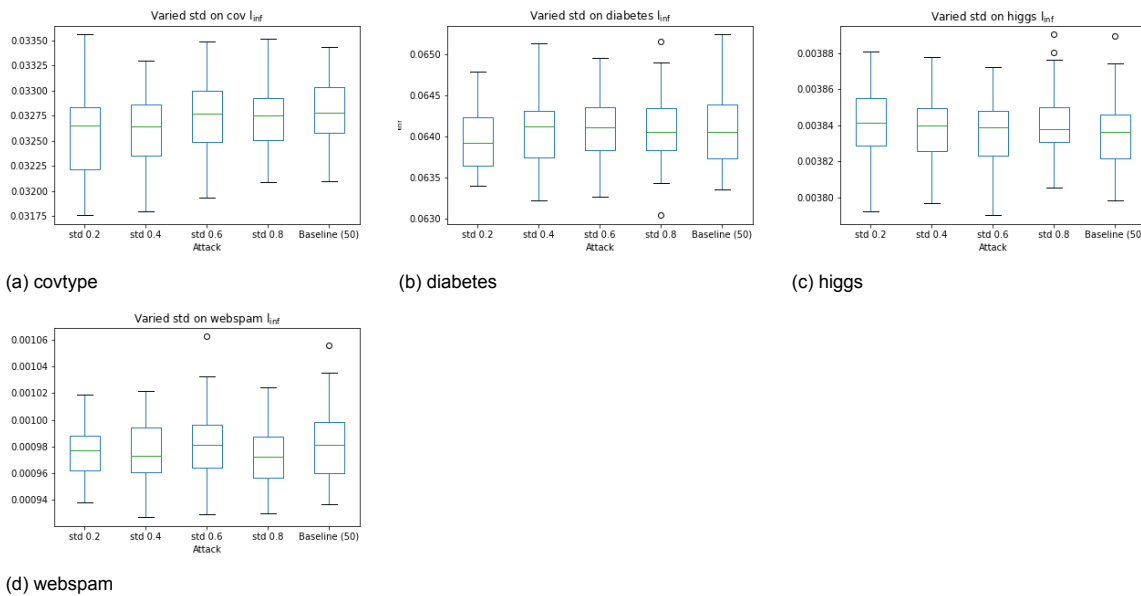 Varied std on cov l_inf
0.03350
0.03325
0.03300
0.03275
0.03250
0.03225
0.03200
0.03175
std 0.2 std 0.4 std 0.6 std 0.8 Baseline (50)
Attack
(a) covtype
Varied std on diabetes l_inf
0.0650
0.0645
0.0640
0.0635
0.0630
std 0.2 std 0.4 std 0.6 std 0.8 Baseline (50)
Attack
(b) diabetes
Varied std on higgs l_inf
0.00388
0.00386
0.00384
0.00382
0.00380
std 0.2 std 0.4 std 0.6 std 0.8 Baseline (50)
Attack
(c) higgs
Varied std on webspam l_inf
0.00106
0.00104
0.00102
0.00100
0.00098
0.00096
0.00094
std 0.2 std 0.4 std 0.6 std 0.8 Baseline (50)
Attack
(d) webspam